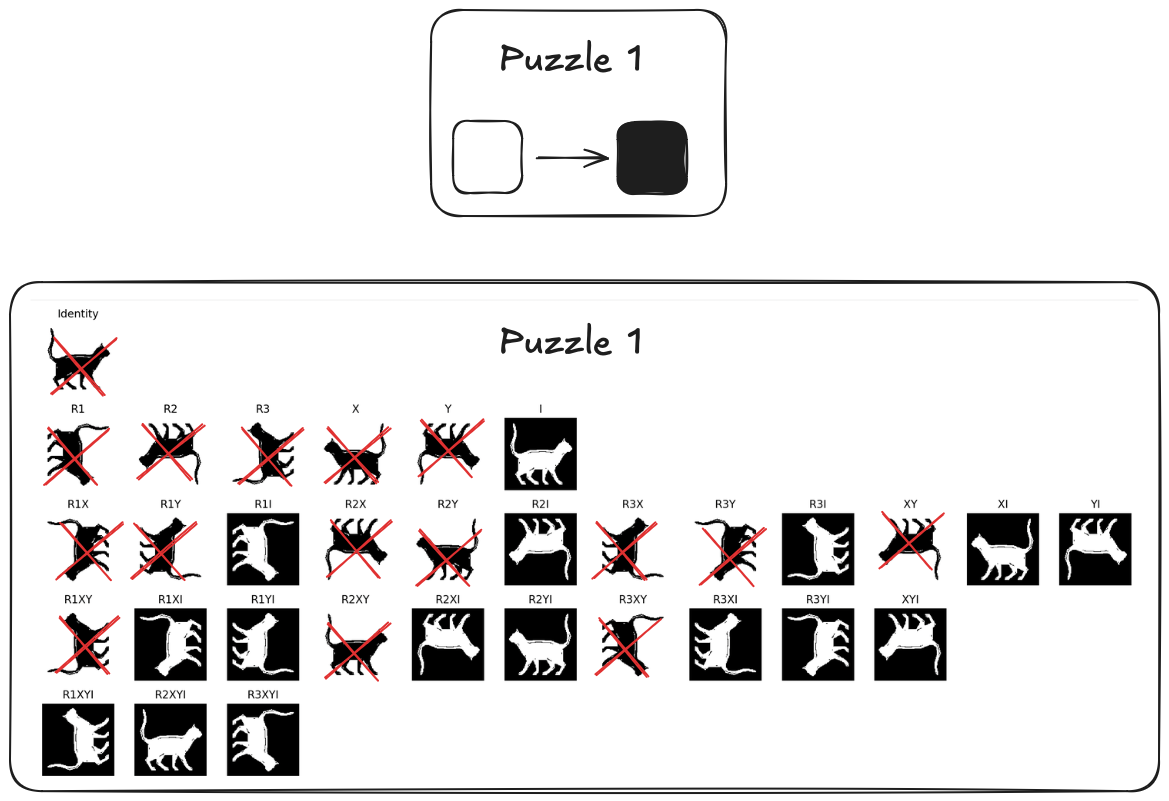 Puzzle 1
Identity
Puzzle 1
R1 R2 R3 X Y I
R1X R1Y R1I R2X R2Y R2I R3X R3Y R3I XY XI YI
R1XY R1XI R1YI R2XY R2XI R2YI R3XY R3XI R3YI XYI
R1XYI R2XYI R3XYI